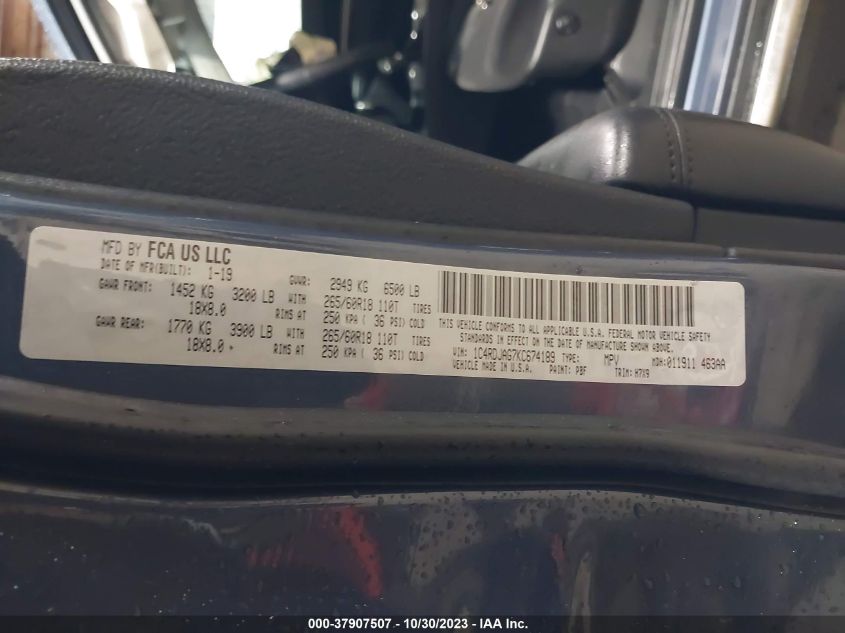 MFD BY FCA US LLC
DATE OF MFR(BUILT): 1-19 GVWR: 2949 KG 6500 LB
GAWR FRONT: 1452 KG 3200 LB WITH 265/60R18 110T TIRES
18X8.0 RIMS AT 250 KPA ( 36 PSI) COLD
GAWR REAR: 1770 KG 3900 LB WITH 265/60R18 110T TIRES
18X8.0 RIMS AT 250 KPA ( 36 PSI) COLD
THIS VEHICLE CONFORMS TO ALL APPLICABLE U.S.A. FEDERAL MOTOR VEHICLE SAFETY
STANDARDS IN EFFECT ON THE DATE OF MANUFACTURE SHOWN ABOVE.
VIN: 1C4RDJAG7KC674189 TYPE: MPV MDH: 011911 463AA
VEHICLE MADE IN U.S.A. PAINT: PBF TRIM: H7X9
000-37907507 - 10/30/2023 - IAA Inc.